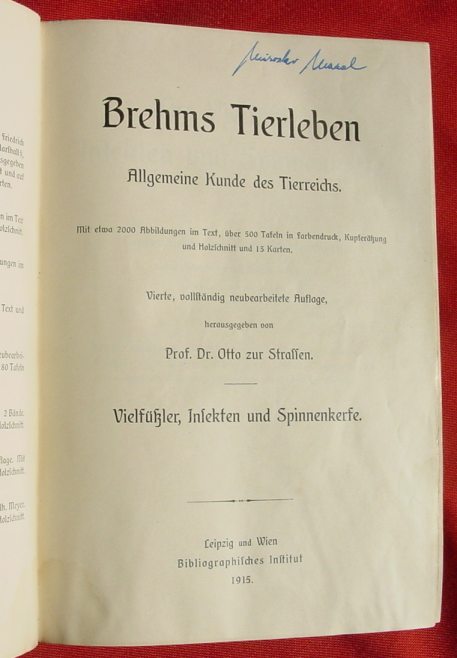 Friedrich
Miroslav
Brehms Tierleben
Allgemeine Kunde des Tierreichs.
Mit etwa 2000 Abbildungen im Text, über 500 Tafeln in Farbendruck, Kupferätzung
und Holzschnitt und 13 Karten.
Vierte, vollſtändig neubearbeitete Auflage,
herausgegeben von
Prof. Dr. Otto zur Straſſen.
Vielfüßler, Inſekten und Spinnenkerfe.
Leipzig und Wien
Bibliographiſches Inſtitut
1915.